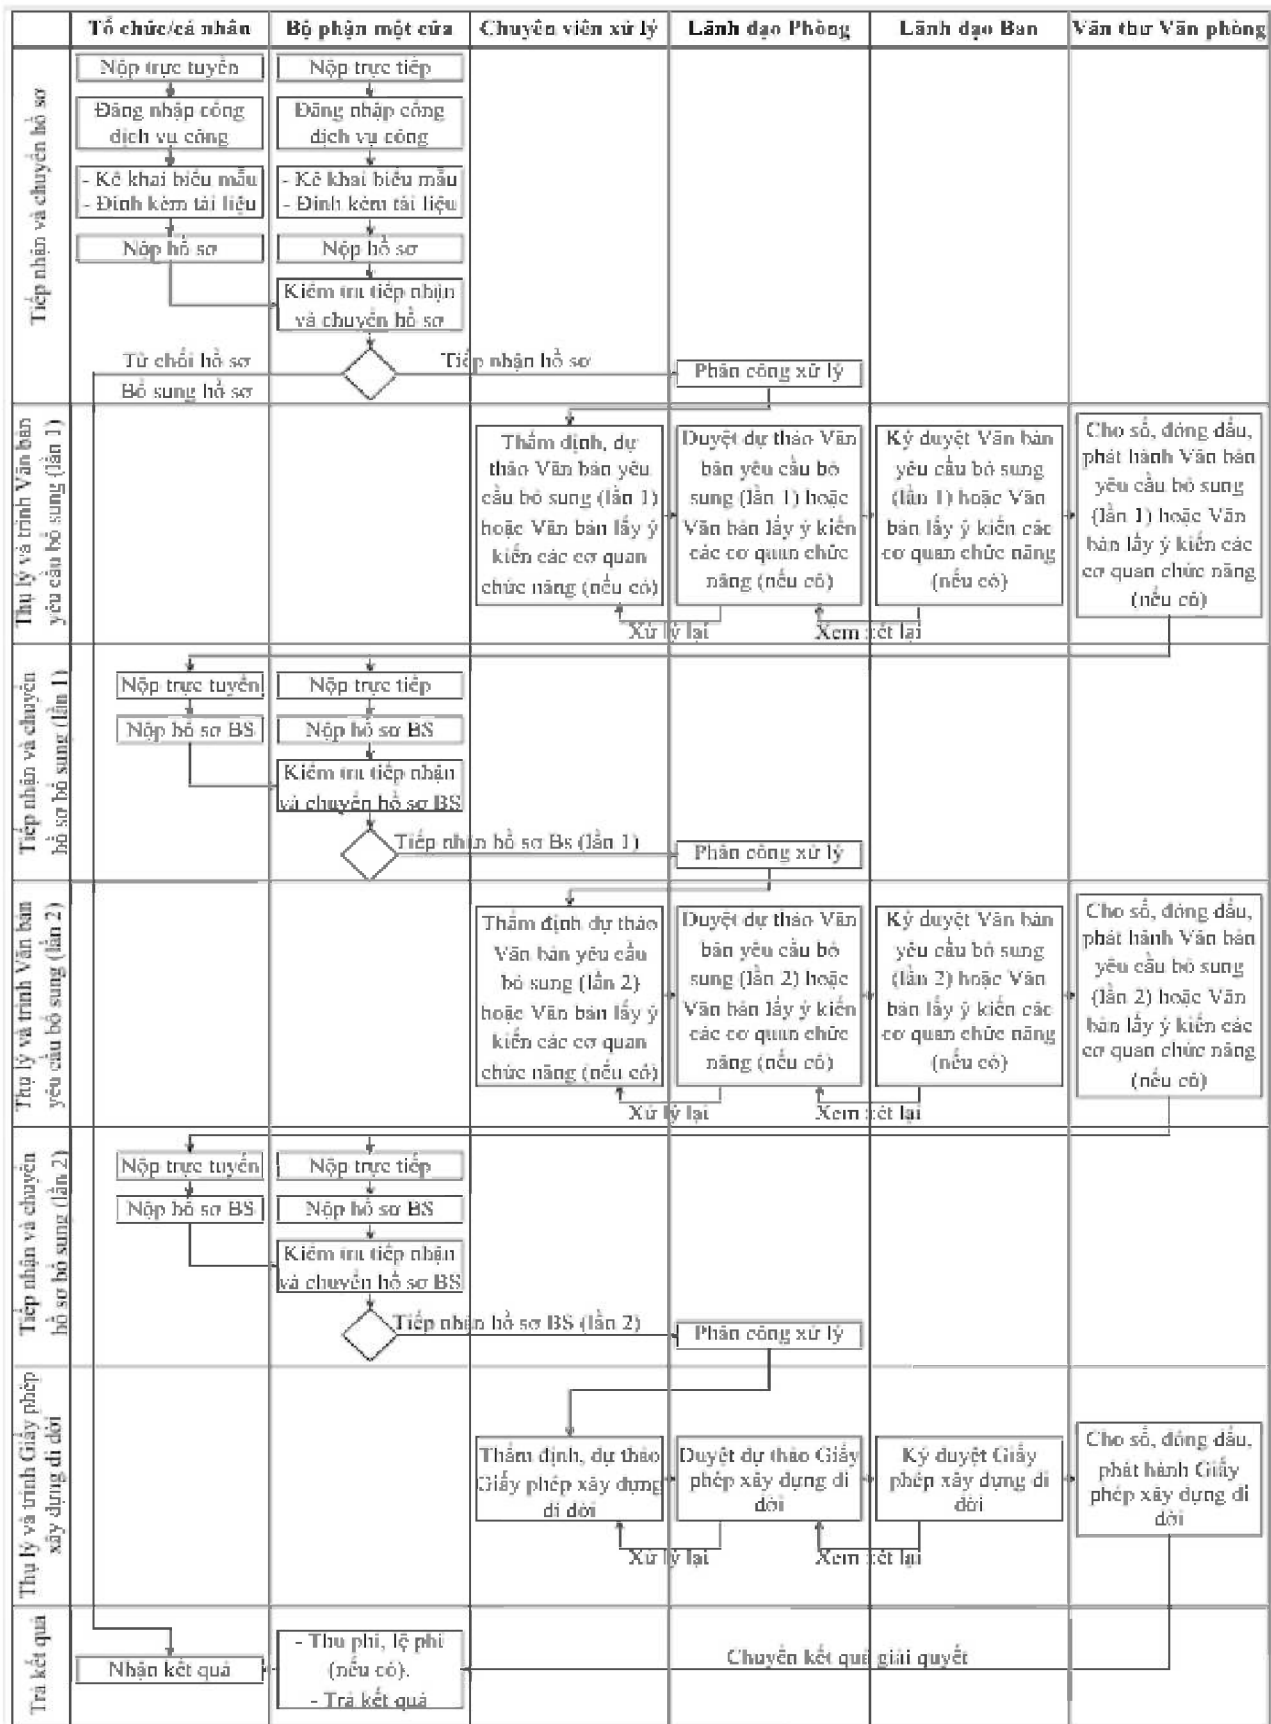 Tổ chức/cá nhân
Bộ phận một cửa
Chuyên viên xử lý
Lãnh đạo Phòng
Lãnh đạo Ban
Văn thư Văn phòng
Tiếp nhận và chuyển hồ sơ
Nộp trực tuyến
Đăng nhập cổng
dịch vụ công
- Kê khai biểu mẫu
- Đính kèm tài liệu
Nộp hồ sơ
Nộp trực tiếp
Đăng nhập cổng
dịch vụ công
- Kê khai biểu mẫu
- Đính kèm tài liệu
Nộp hồ sơ
Kiểm tra tiếp nhận
và chuyển hồ sơ
Từ chối hồ sơ
Bổ sung hồ sơ
Tiếp nhận hồ sơ
Phân công xử lý
Thụ lý và trình Văn bản
yêu cầu bổ sung (lần 1)
Thẩm định, dự
thảo Văn bản yêu
cầu bổ sung (lần 1)
hoặc Văn bản lấy ý
kiến các cơ quan
chức năng (nếu có)
Duyệt dự thảo Văn
bản yêu cầu bổ
sung (lần 1) hoặc
Văn bản lấy ý kiến
các cơ quan chức
năng (nếu có)
Ký duyệt Văn bản
yêu cầu bổ sung
(lần 1) hoặc Văn
bản lấy ý kiến các
cơ quan chức năng
(nếu có)
Cho số, đóng dấu,
phát hành Văn bản
yêu cầu bổ sung
(lần 1) hoặc Văn
bản lấy ý kiến các
cơ quan chức năng
(nếu có)
Xử lý lại
Xem xét lại
Tiếp nhận và chuyển
hồ sơ bổ sung (lần 1)
Nộp trực tuyến
Nộp hồ sơ BS
Nộp trực tiếp
Nộp hồ sơ BS
Kiểm tra tiếp nhận
và chuyển hồ sơ BS
Tiếp nhận hồ sơ Bs (lần 1)
Phân công xử lý
Thụ lý và trình Văn bản
yêu cầu bổ sung (lần 2)
Thẩm định dự thảo
Văn bản yêu cầu
bổ sung (lần 2)
hoặc Văn bản lấy ý
kiến các cơ quan
chức năng (nếu có)
Duyệt dự thảo Văn
bản yêu cầu bổ
sung (lần 2) hoặc
Văn bản lấy ý kiến
các cơ quan chức
năng (nếu có)
Ký duyệt Văn bản
yêu cầu bổ sung
(lần 2) hoặc Văn
bản lấy ý kiến các
cơ quan chức năng
(nếu có)
Cho số, đóng dấu,
phát hành Văn bản
yêu cầu bổ sung
(lần 2) hoặc Văn
bản lấy ý kiến các
cơ quan chức năng
(nếu có)
Xử lý lại
Xem xét lại
Tiếp nhận và chuyển
hồ sơ bổ sung (lần 2)
Nộp trực tuyến
Nộp hồ sơ BS
Nộp trực tiếp
Nộp hồ sơ BS
Kiểm tra tiếp nhận
và chuyển hồ sơ BS
Tiếp nhận hồ sơ BS (lần 2)
Phân công xử lý
Thụ lý và trình Giấy phép
xây dựng di dời
Thẩm định, dự thảo
Giấy phép xây dựng
di dời
Duyệt dự thảo Giấy
phép xây dựng di
dời
Ký duyệt Giấy
phép xây dựng di
dời
Cho số, đóng dấu,
phát hành Giấy
phép xây dựng di
dời
Xử lý lại
Xem xét lại
Trả kết quả
Nhận kết quả
- Thu phí, lệ phí
(nếu có).
- Trả kết quả
Chuyển kết quả giải quyết